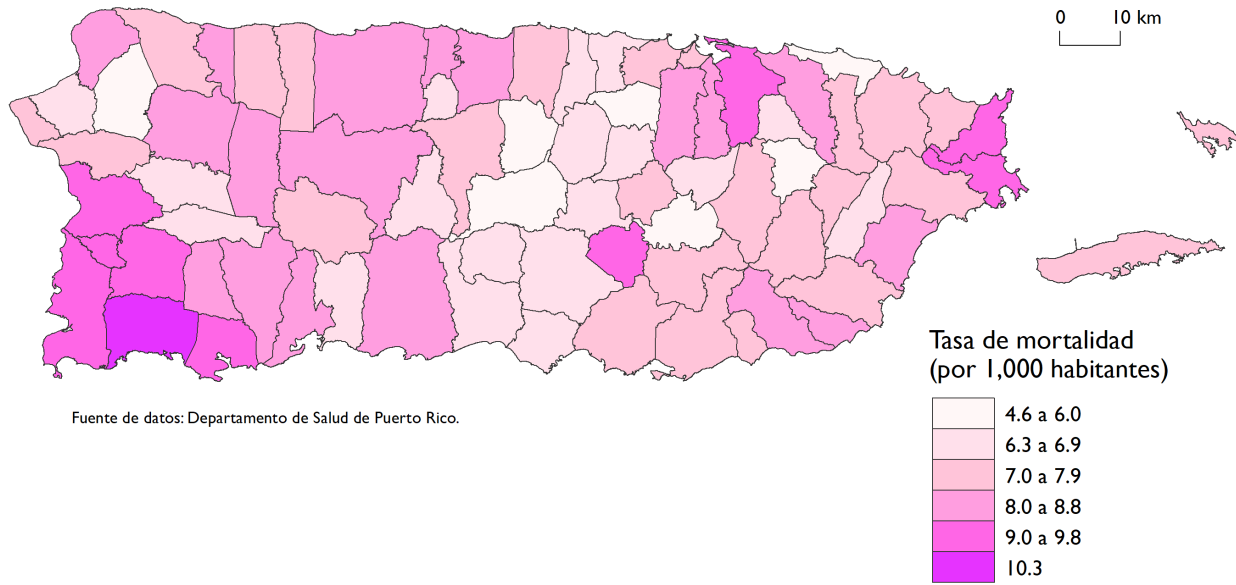 0 10 km
Tasa de mortalidad
(por 1,000 habitantes)
4.6 a 6.0
6.3 a 6.9
7.0 a 7.9
8.0 a 8.8
9.0 a 9.8
10.3
Fuente de datos: Departamento de Salud de Puerto Rico.